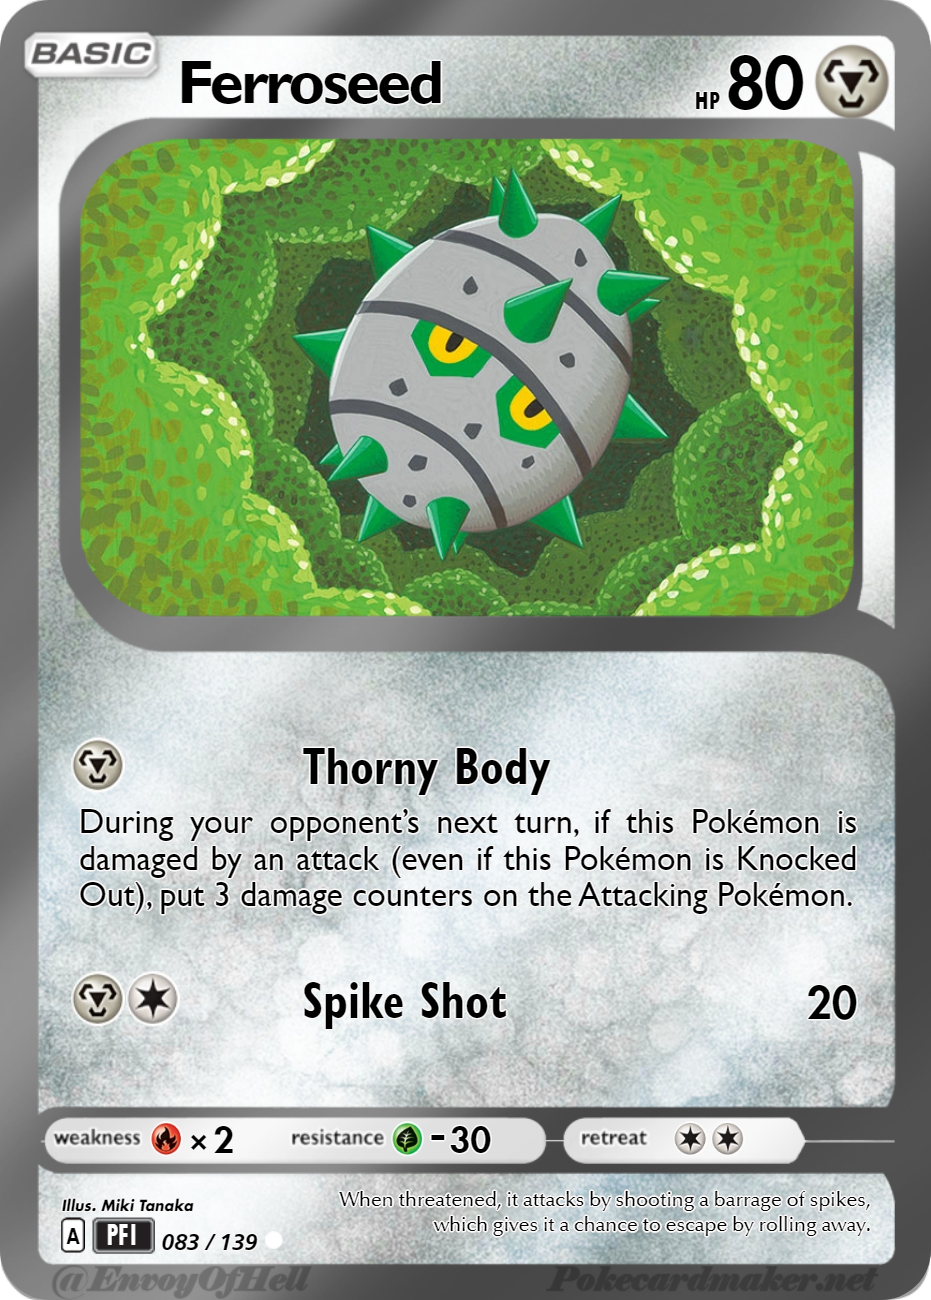 BASIC
Ferroseed
HP 80
Thorny Body
During your opponent's next turn, if this Pokémon is
damaged by an attack (even if this Pokémon is Knocked
Out), put 3 damage counters on the Attacking Pokémon.
Spike Shot 20
weakness ×2 resistance -30 retreat
Illus. Miki Tanaka
When threatened, it attacks by shooting a barrage of spikes,
which gives it a chance to escape by rolling away.
A PFI 083 / 139
@EnvoyOfHell Pokecardmaker.net